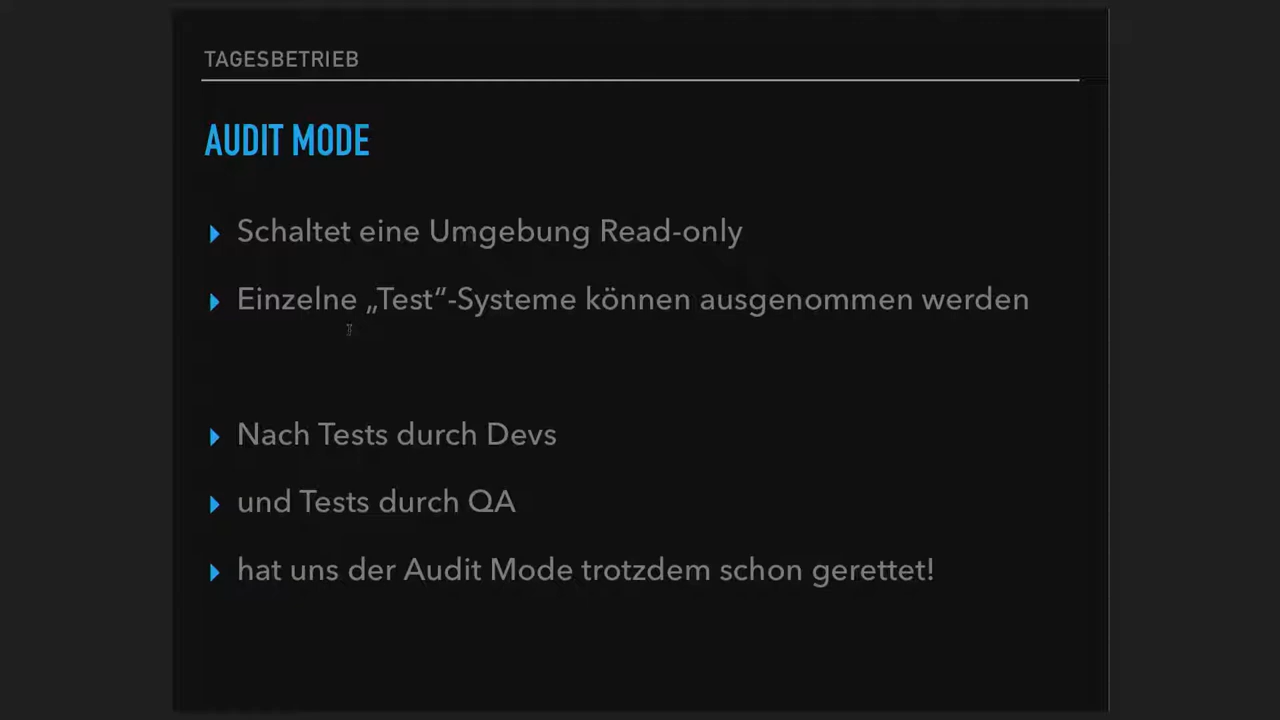 TAGESBETRIEB
AUDIT MODE
Schaltet eine Umgebung Read-only
Einzelne „Test“-Systeme können ausgenommen werden
Nach Tests durch Devs
und Tests durch QA
hat uns der Audit Mode trotzdem schon gerettet!